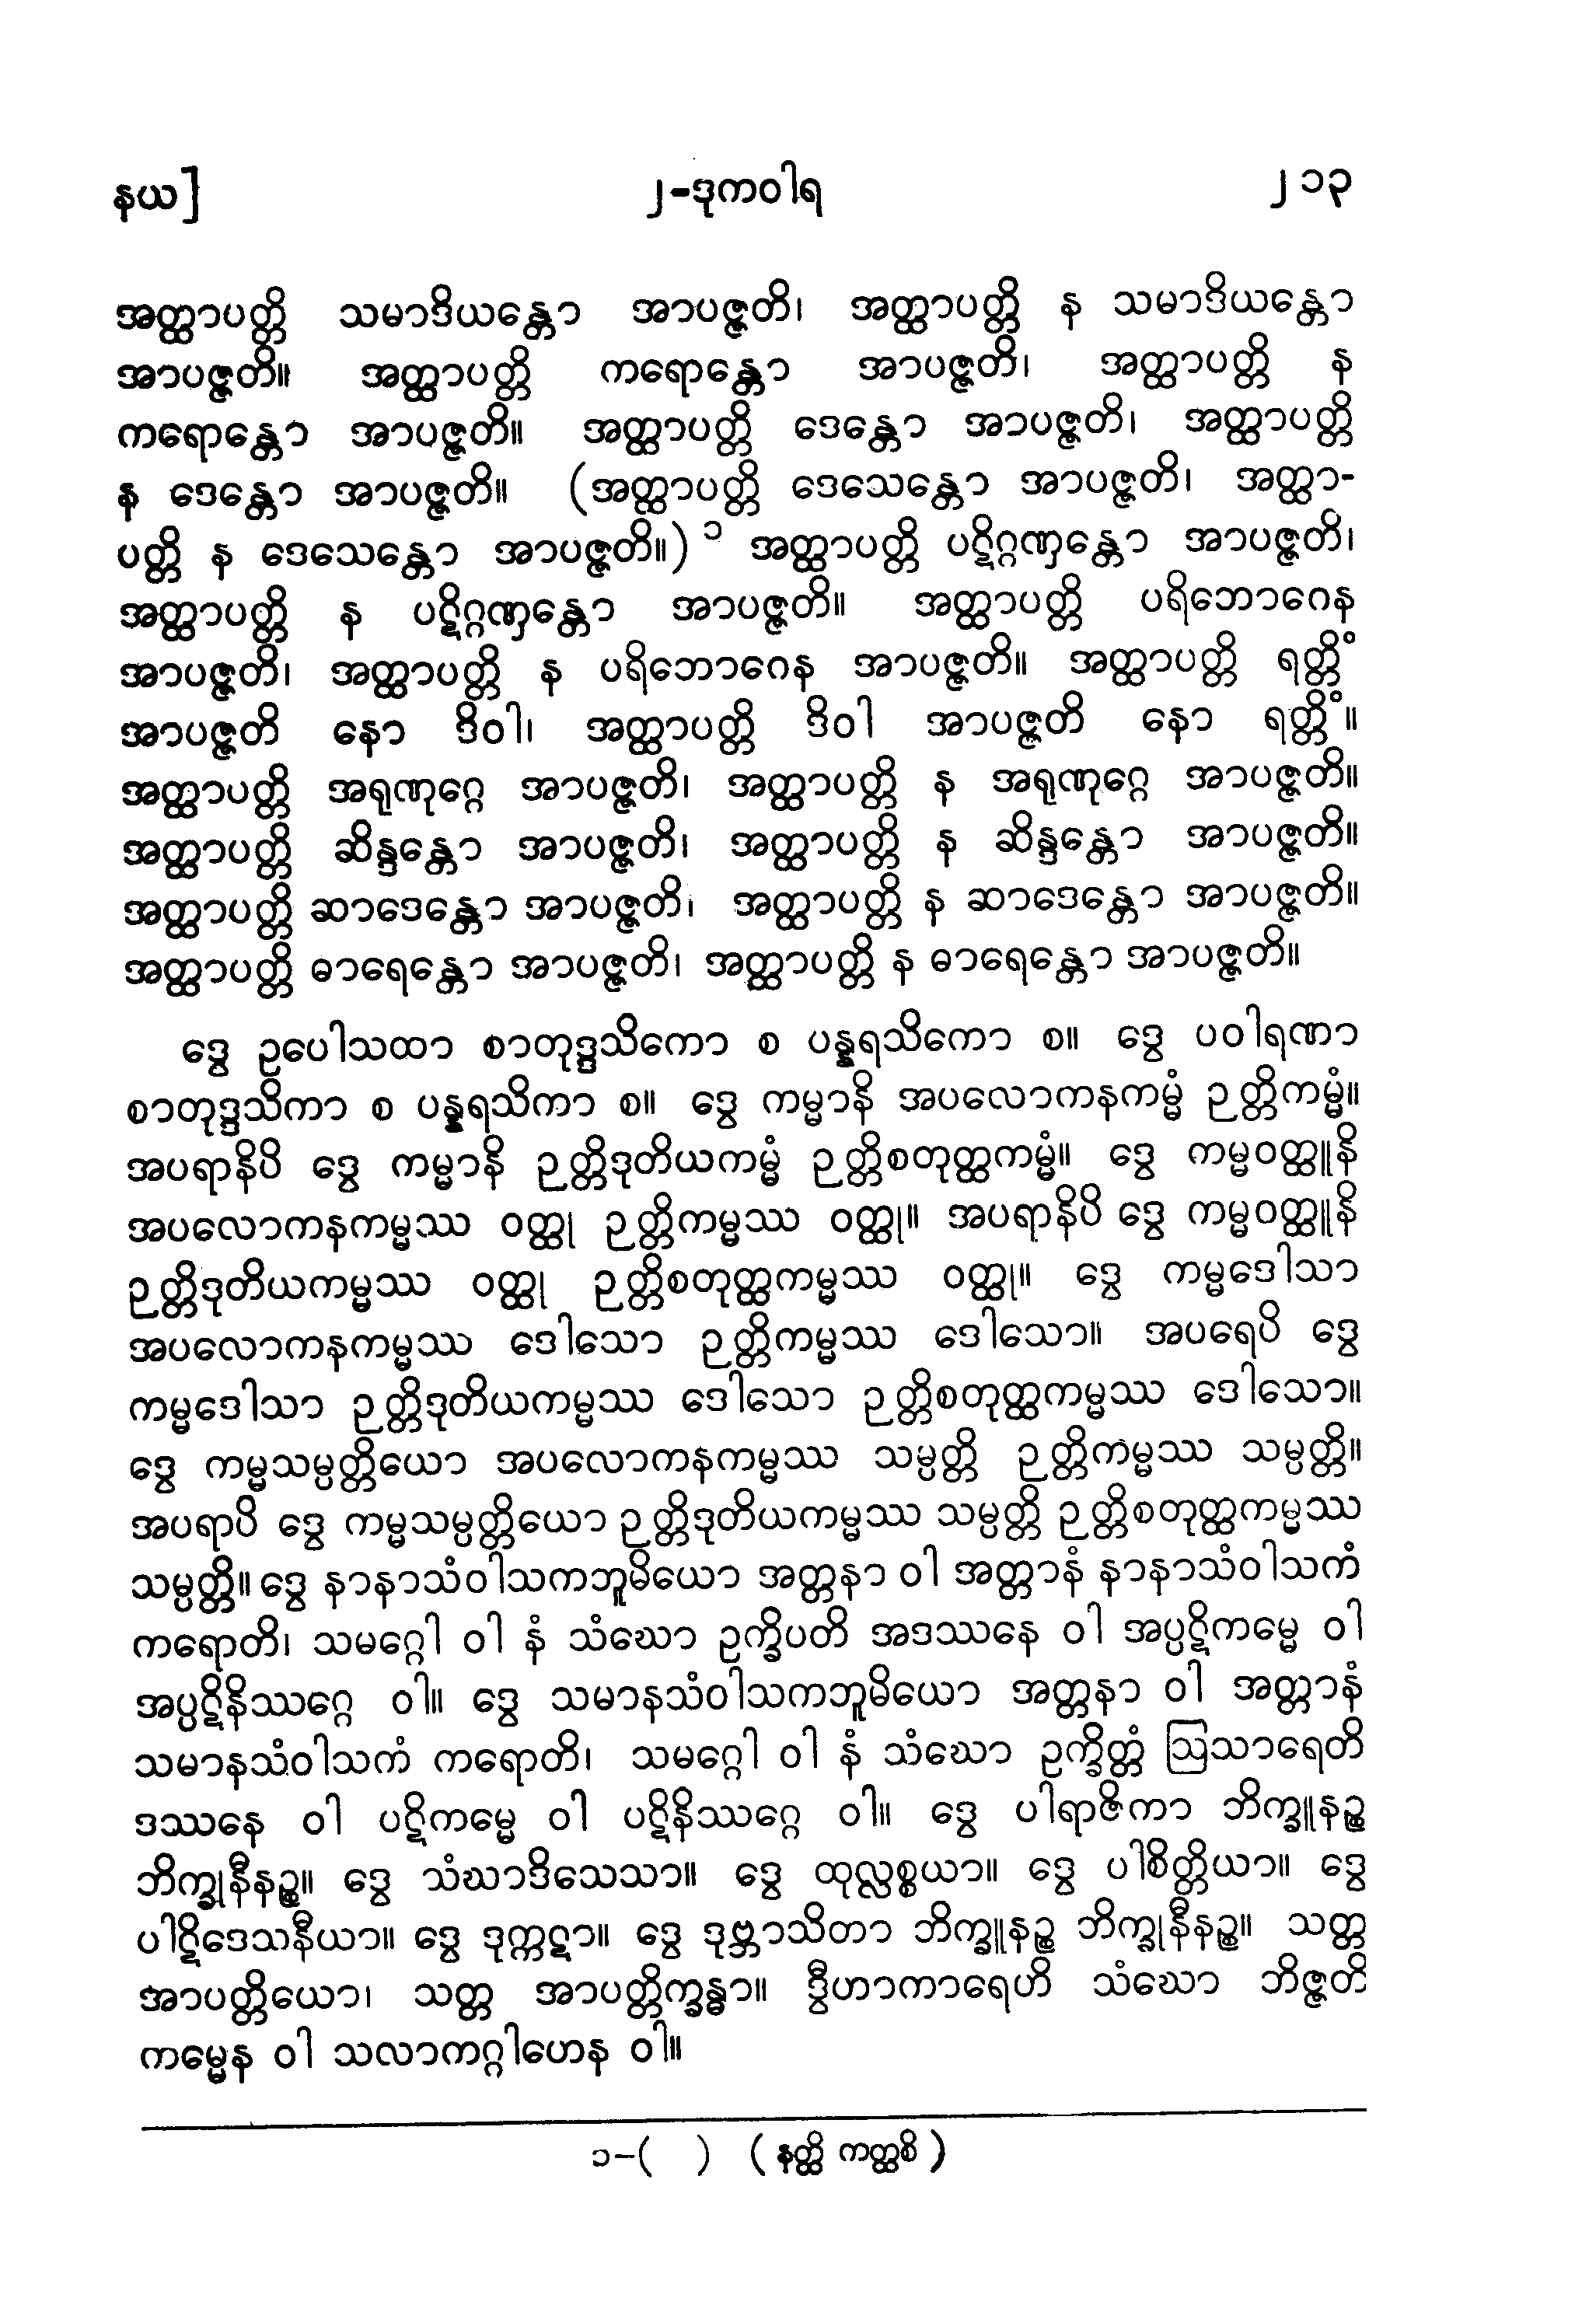 နယ]
၂-ဒုကဝါရ
၂၁၃
အတ္ထာပတ္တိ သမာဒိယန္တော အာပဇ္ဇတိ၊ အတ္ထာပတ္တိ န သမာဒိယန္တော
အာပဇ္ဇတိ။ အတ္ထာပတ္တိ ကရောန္တော အာပဇ္ဇတိ၊ အတ္ထာပတ္တိ န
ကရောန္တော အာပဇ္ဇတိ။ အတ္ထာပတ္တိ ဒေန္တော အာပဇ္ဇတိ၊ အတ္ထာပတ္တိ
န ဒေန္တော အာပဇ္ဇတိ။ (အတ္ထာပတ္တိ ဒေသေန္တော အာပဇ္ဇတိ၊ အတ္ထာ-
ပတ္တိ န ဒေသေန္တော အာပဇ္ဇတိ။)၁ အတ္ထာပတ္တိ ပဋိဂ္ဂဏှန္တော အာပဇ္ဇတိ၊
အတ္ထာပတ္တိ န ပဋိဂ္ဂဏှန္တော အာပဇ္ဇတိ။ အတ္ထာပတ္တိ ပရိဘောဂေန
အာပဇ္ဇတိ၊ အတ္ထာပတ္တိ န ပရိဘောဂေန အာပဇ္ဇတိ။ အတ္ထာပတ္တိ ရတ္တိံ
အာပဇ္ဇတိ နော ဒိဝါ၊ အတ္ထာပတ္တိ ဒိဝါ အာပဇ္ဇတိ နော ရတ္တိံ။
အတ္ထာပတ္တိ အရုဏုဂ္ဂေ အာပဇ္ဇတိ၊ အတ္ထာပတ္တိ န အရုဏုဂ္ဂေ အာပဇ္ဇတိ။
အတ္ထာပတ္တိ ဆိန္ဒန္တော အာပဇ္ဇတိ၊ အတ္ထာပတ္တိ န ဆိန္ဒန္တော အာပဇ္ဇတိ။
အတ္ထာပတ္တိ ဆာဒေန္တော အာပဇ္ဇတိ၊ အတ္ထာပတ္တိ န ဆာဒေန္တော အာပဇ္ဇတိ။
အတ္ထာပတ္တိ ဓာရေန္တော အာပဇ္ဇတိ၊ အတ္ထာပတ္တိ န ဓာရေန္တော အာပဇ္ဇတိ။
ဒွေ ဥပေါသထာ စာတုဒ္ဒသိကော စ ပန္နရသိကော စ။ ဒွေ ပဝါရဏာ
စာတုဒ္ဒသိကာ စ ပန္နရသိကာ စ။ ဒွေ ကမ္မာနိ အပလောကနကမ္မံ ဉတ္တိကမ္မံ။
အပရာနိပိ ဒွေ ကမ္မာနိ ဉတ္တိဒုတိယကမ္မံ ဉတ္တိစတုတ္ထကမ္မံ။ ဒွေ ကမ္မဝတ္ထူနိ
အပလောကနကမ္မဿ ဝတ္ထု ဉတ္တိကမ္မဿ ဝတ္ထု။ အပရာနိပိ ဒွေ ကမ္မဝတ္ထူနိ
ဉတ္တိဒုတိယကမ္မဿ ဝတ္ထု ဉတ္တိစတုတ္ထကမ္မဿ ဝတ္ထု။ ဒွေ ကမ္မဒေါသာ
အပလောကနကမ္မဿ ဒေါသော ဉတ္တိကမ္မဿ ဒေါသော။ အပရေပိ ဒွေ
ကမ္မဒေါသာ ဉတ္တိဒုတိယကမ္မဿ ဒေါသော ဉတ္တိစတုတ္ထကမ္မဿ ဒေါသော။
ဒွေ ကမ္မသမ္ပတ္တိယော အပလောကနကမ္မဿ သမ္ပတ္တိ ဉတ္တိကမ္မဿ သမ္ပတ္တိ။
အပရာပိ ဒွေ ကမ္မသမ္ပတ္တိယော ဉတ္တိဒုတိယကမ္မဿ သမ္ပတ္တိ ဉတ္တိစတုတ္ထကမ္မဿ
သမ္ပတ္တိ။ ဒွေ နာနာသံဝါသကဘူမိယော အတ္တနာ ဝါ အတ္တာနံ နာနာသံဝါသကံ
ကရောတိ၊ သမဂ္ဂေါ ဝါ နံ သံဃော ဥက္ခိပတိ အဒဿနေ ဝါ အပ္ပဋိကမ္မေ ဝါ
အပ္ပဋိနိဿဂ္ဂေ ဝါ။ ဒွေ သမာနသံဝါသကဘူမိယော အတ္တနာ ဝါ အတ္တာနံ
သမာနသံဝါသကံ ကရောတိ၊ သမဂ္ဂေါ ဝါ နံ သံဃော ဥက္ခိတ္တံ ဩသာရေတိ
ဒဿနေ ဝါ ပဋိကမ္မေ ဝါ ပဋိနိဿဂ္ဂေ ဝါ။ ဒွေ ပါရာဇိကာ ဘိက္ခူနဉ္စ
ဘိက္ခုနီနဉ္စ။ ဒွေ သံဃာဒိသေသာ။ ဒွေ ထုလ္လစ္စယာ။ ဒွေ ပါစိတ္တိယာ။ ဒွေ
ပါဋိဒေသနီယာ။ ဒွေ ဒုက္ကဋာ။ ဒွေ ဒုဗ္ဘာသိတာ ဘိက္ခူနဉ္စ ဘိက္ခုနီနဉ္စ။ သတ္တ
အာပတ္တိယော၊ သတ္တ အာပတ္တိက္ခန္ဓာ။ ဒွီဟာကာရေဟိ သံဃော ဘိဇ္ဇတိ
ကမ္မေန ဝါ သလာကဂ္ဂါဟေန ဝါ။
၁-( ) (နတ္ထိ ကတ္ထစိ)